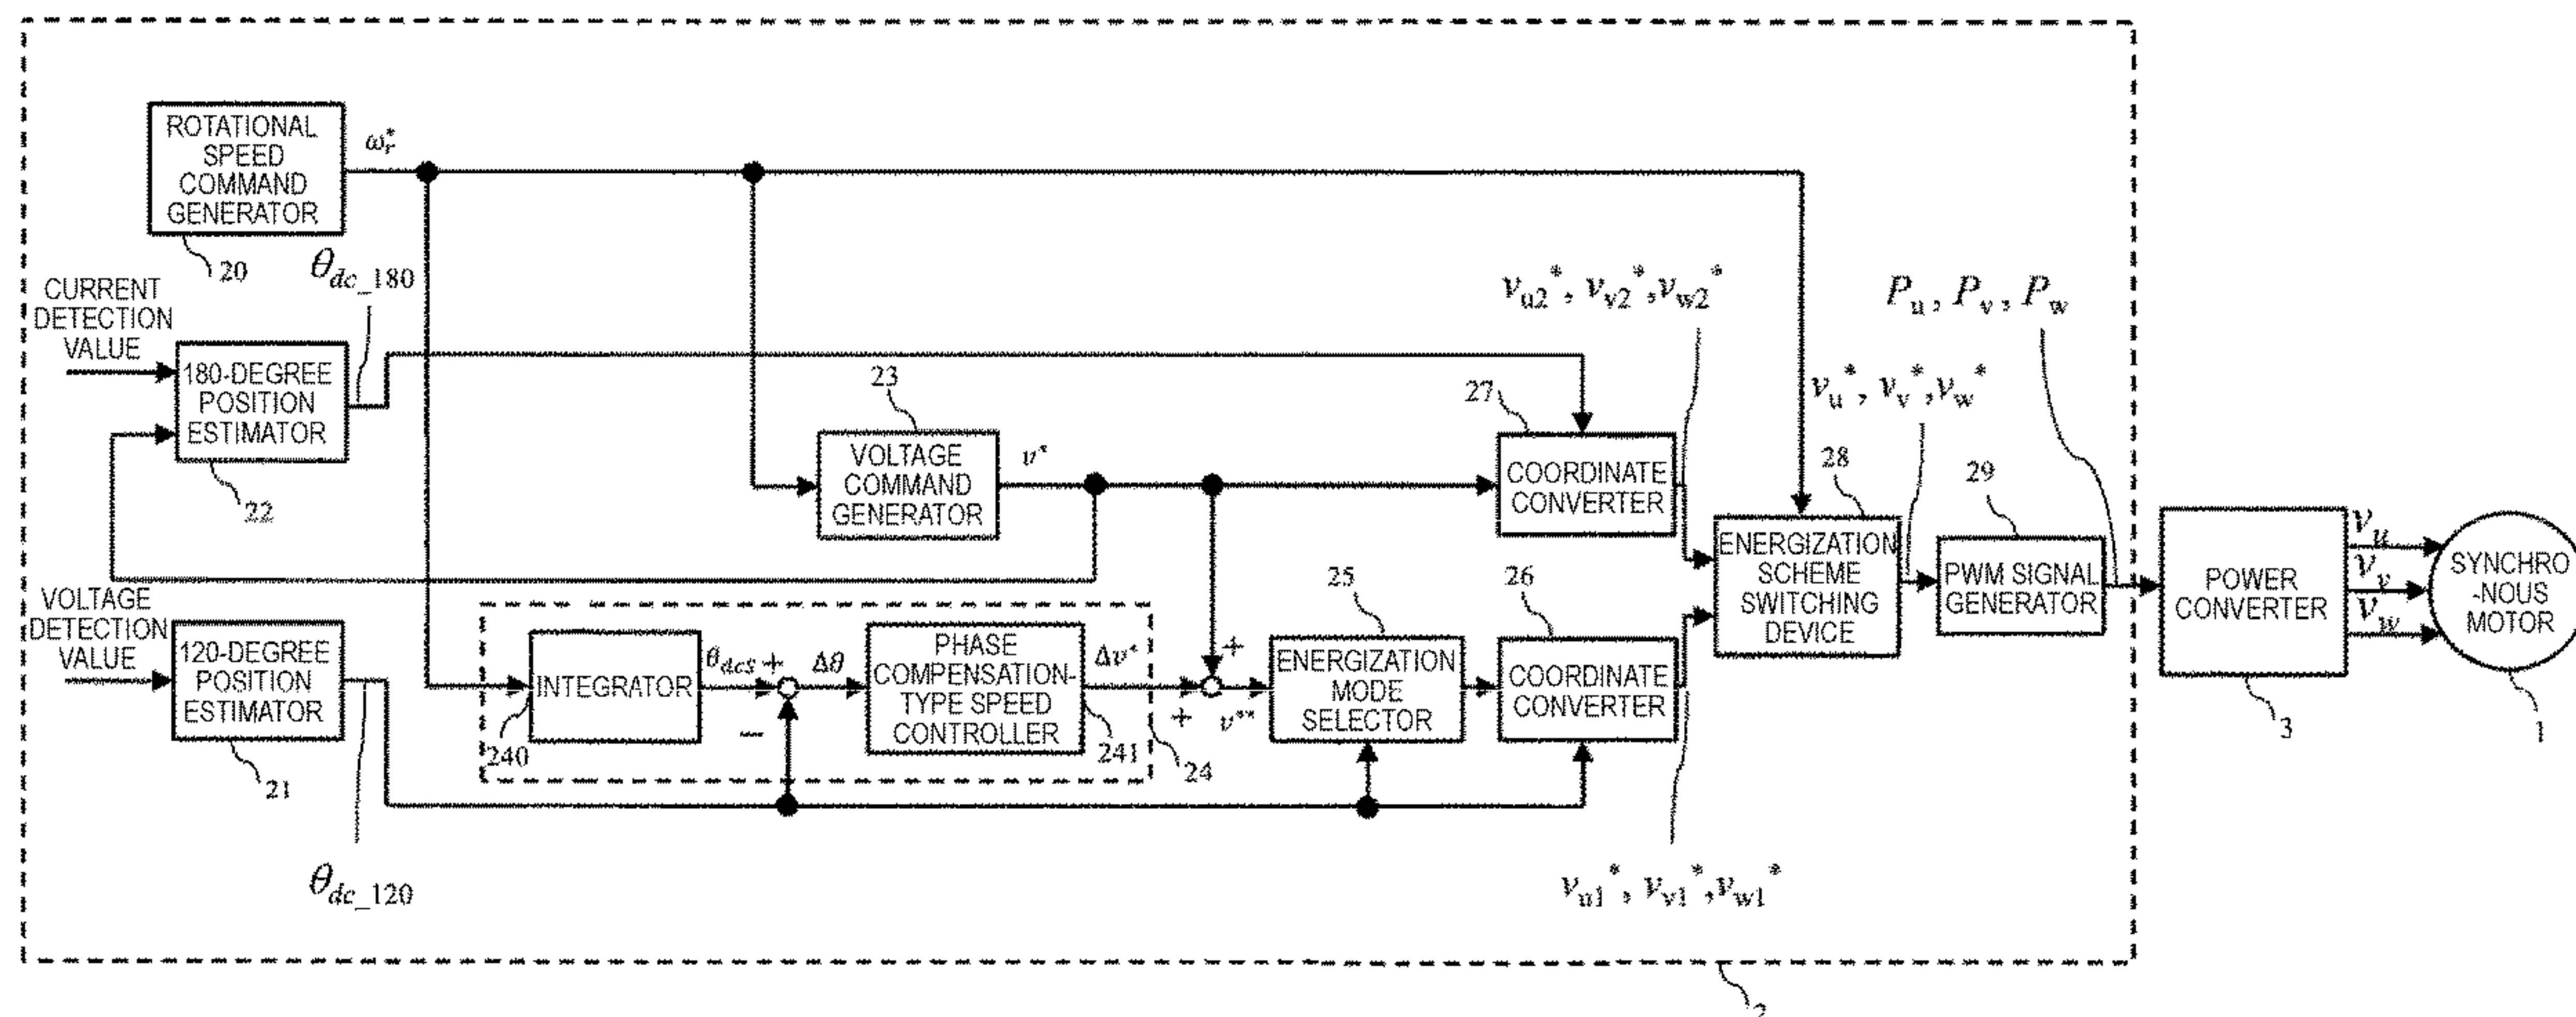 ROTATIONAL
SPEED
COMMAND
GENERATOR
ωr*
20
θdc_180
CURRENT
DETECTION
VALUE
180-DEGREE
POSITION
ESTIMATOR
22
23
VOLTAGE
COMMAND
GENERATOR
v*
27
COORDINATE
CONVERTER
vu2*, vv2*, vw2*
Pu, Pv, Pw
vu*, vv*, vw*
28
ENERGIZATION
SCHEME
SWITCHING
DEVICE
29
PWM SIGNAL
GENERATOR
POWER
CONVERTER
3
Vu
Vv
Vw
SYNCHRO
-NOUS
MOTOR
1
VOLTAGE
DETECTION
VALUE
120-DEGREE
POSITION
ESTIMATOR
21
θdc_120
INTEGRATOR
240
θdcs
+
−
Δθ
PHASE
COMPENSATION-
TYPE SPEED
CONTROLLER
241
24
Δv*
+
+
v**
25
ENERGIZATION
MODE
SELECTOR
26
COORDINATE
CONVERTER
vu1*, vv1*, vw1*
2